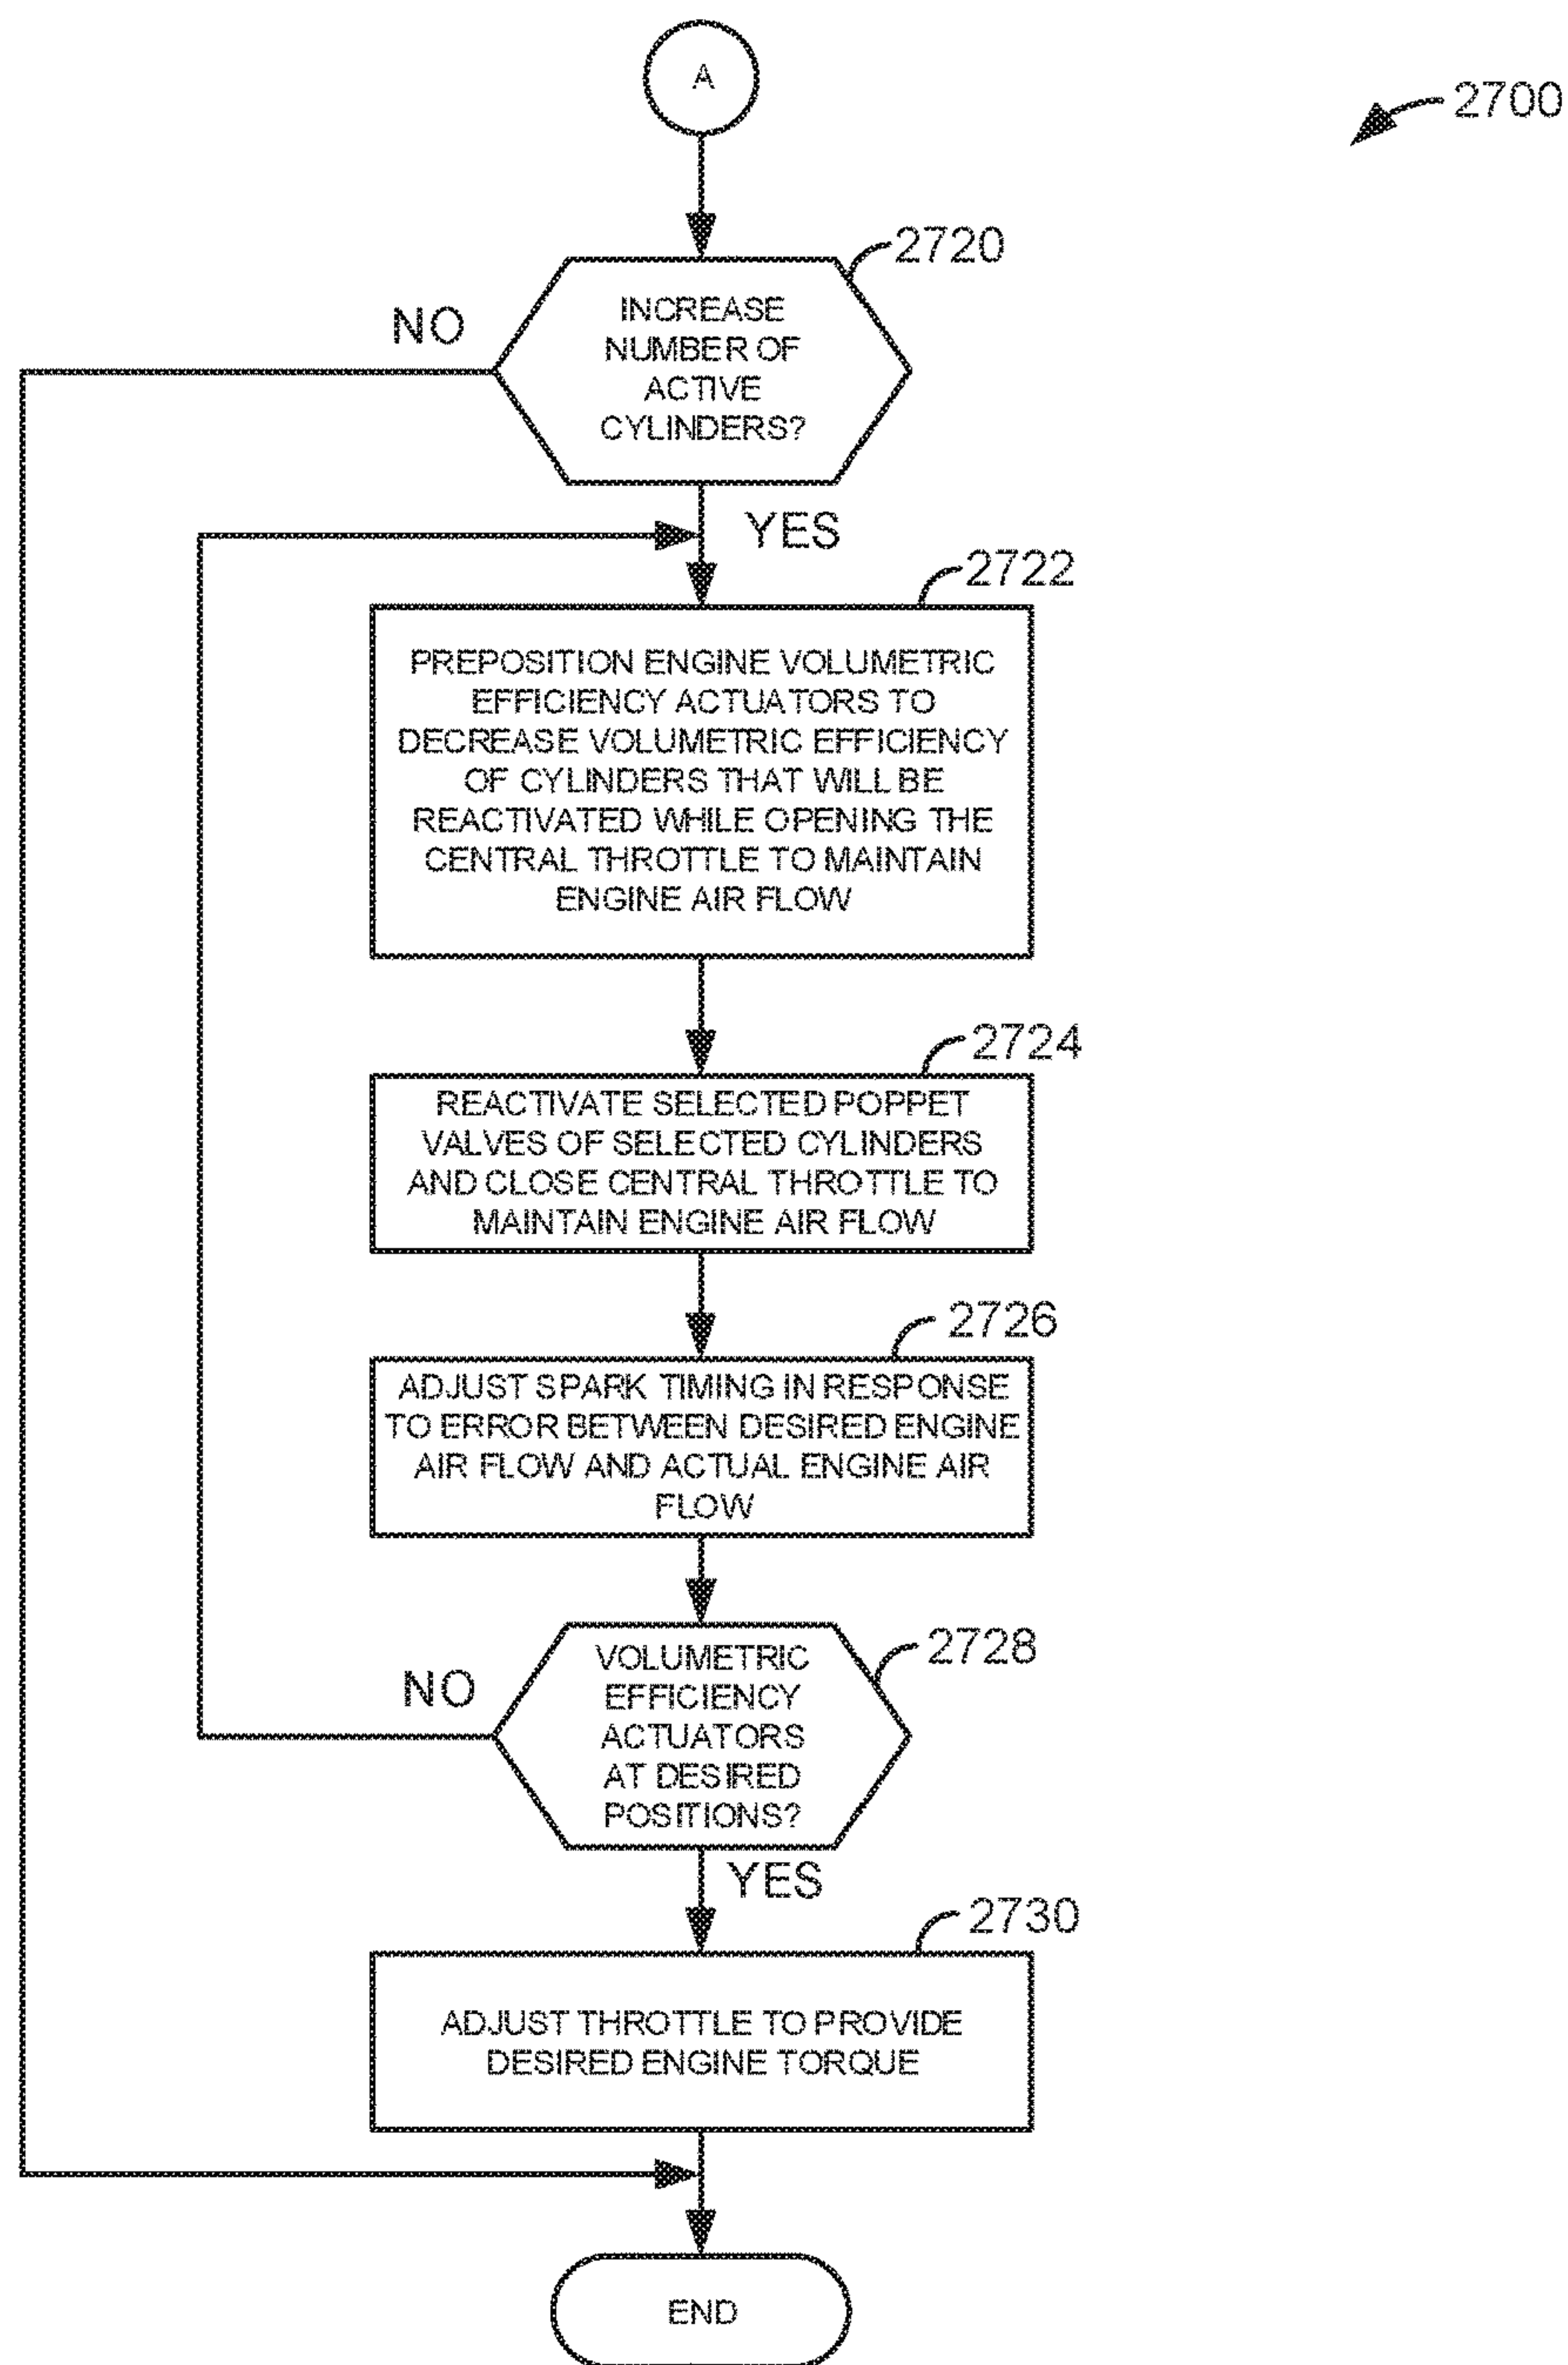 A
2700
2720
NO
INCREASE
NUMBER OF
ACTIVE
CYLINDERS?
YES
2722
PREPOSITION ENGINE VOLUMETRIC
EFFICIENCY ACTUATORS TO
DECREASE VOLUMETRIC EFFICIENCY
OF CYLINDERS THAT WILL BE
REACTIVATED WHILE OPENING THE
CENTRAL THROTTLE TO MAINTAIN
ENGINE AIR FLOW
2724
REACTIVATE SELECTED POPPET
VALVES OF SELECTED CYLINDERS
AND CLOSE CENTRAL THROTTLE TO
MAINTAIN ENGINE AIR FLOW
2726
ADJUST SPARK TIMING IN RESPONSE
TO ERROR BETWEEN DESIRED ENGINE
AIR FLOW AND ACTUAL ENGINE AIR
FLOW
2728
NO
VOLUMETRIC
EFFICIENCY
ACTUATORS
AT DESIRED
POSITIONS?
YES
2730
ADJUST THROTTLE TO PROVIDE
DESIRED ENGINE TORQUE
END